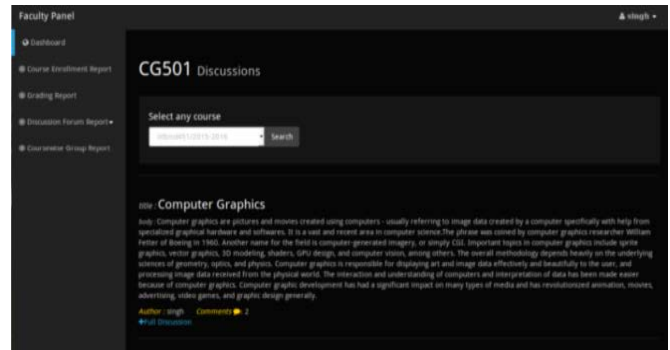 Faculty Panel
singh
Dashboard
Course Enrollment Report
Grading Report
Discussion Forum Report
Coursewise Group Report
CG501 Discussions
Select any course
Search
title : Computer Graphics
body : Computer graphics are pictures and movies created using computers - usually referring to image data created by a computer specifically with help from
specialized graphical hardware and softwares. It is a vast and recent area in computer science.The phrase was coined by computer graphics researcher William
Fetter of Boeing in 1960. Another name for the field is computer-generated imagery, or simply CGI. Important topics in computer graphics include sprite
graphics, vector graphics, 3D modeling, shaders, GPU design, and computer vision, among others. The overall methodology depends heavily on the underlying
sciences of geometry, optics, and physics. Computer graphics is responsible for displaying art and image data effectively and beautifully to the user, and
processing image data received from the physical world. The interaction and understanding of computers and interpretation of data has been made easier
because of computer graphics. Computer graphic development has had a significant impact on many types of media and has revolutionized animation, movies,
advertising, video games, and graphic design generally.
Author : singh Comments : 2
Full Discussion